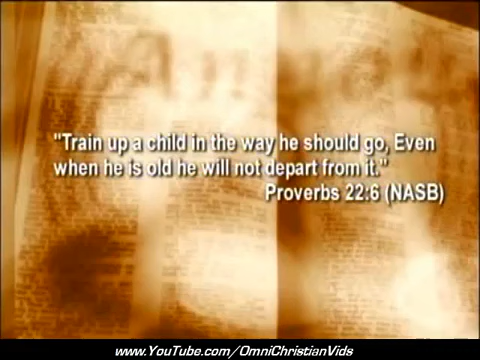 "Train up a child in the way he should go, Even
when he is old he will not depart from it."
Proverbs 22:6 (NASB)
www.YouTube.com/OmniChristianVids